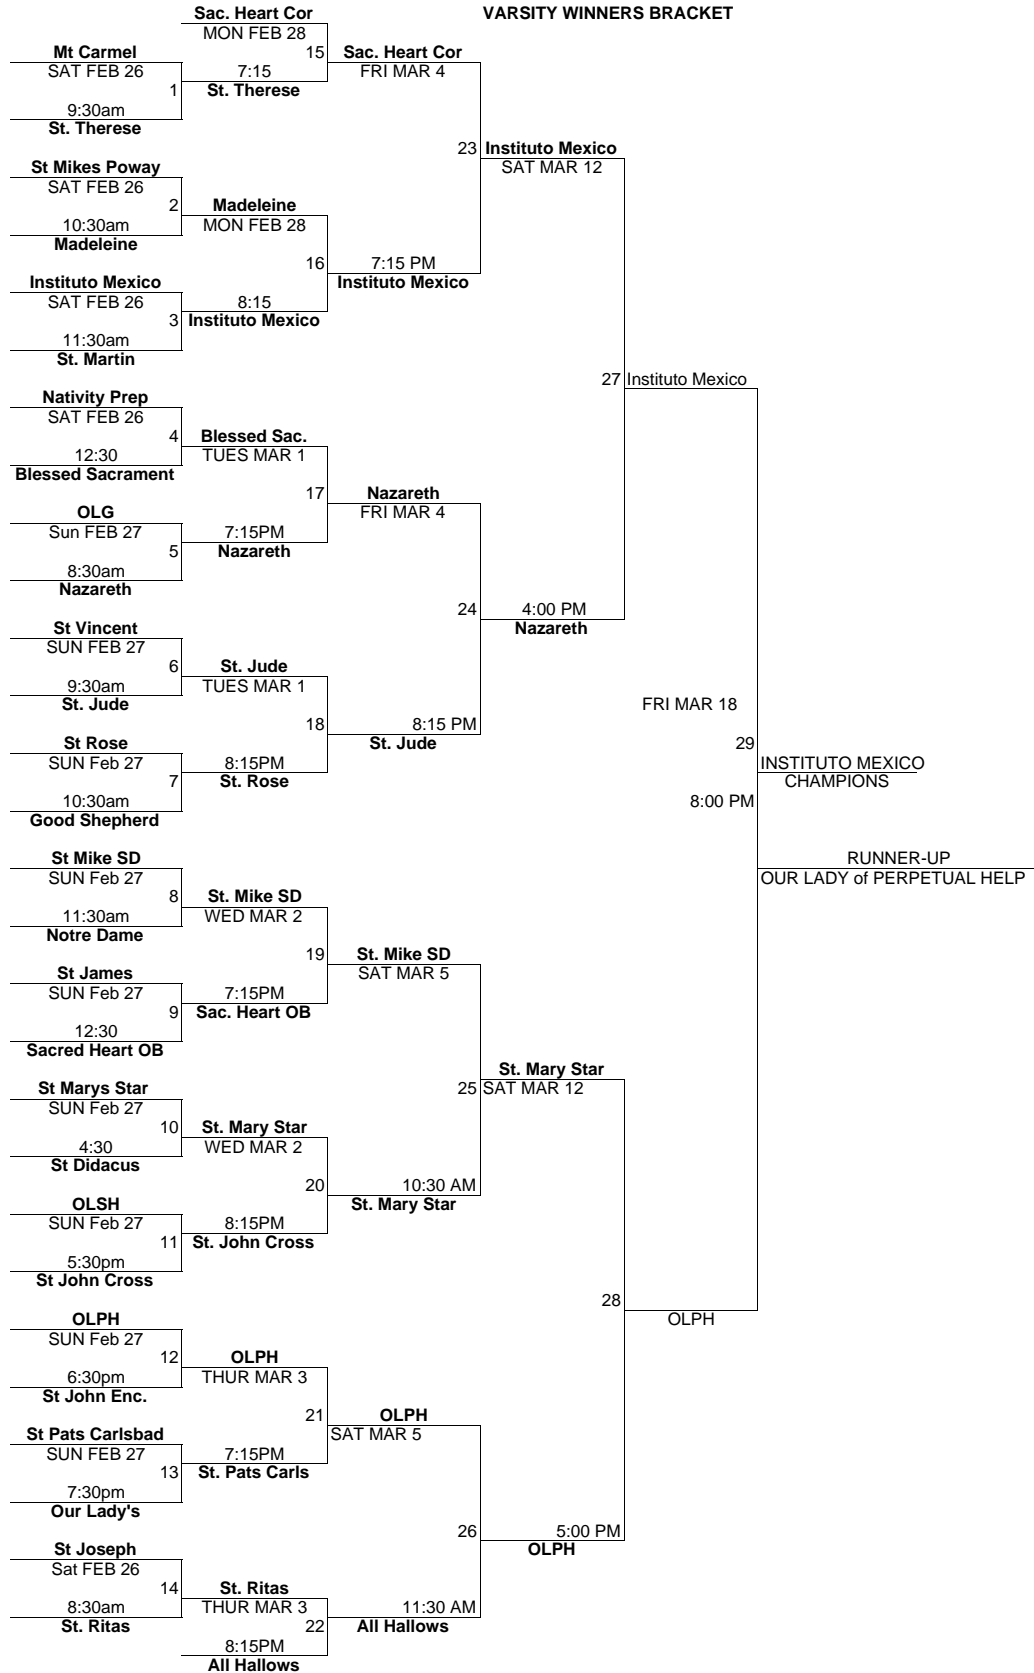 Sac. Heart Cor
VARSITY WINNERS BRACKET
MON FEB 28
15
Mt Carmel
Sac. Heart Cor
SAT FEB 26
7:15
FRI MAR 4
1
St. Therese
9:30am
St. Therese
23
Instituto Mexico
St Mikes Poway
SAT MAR 12
SAT FEB 26
2
Madeleine
10:30am
MON FEB 28
Madeleine
16
7:15 PM
Instituto Mexico
Instituto Mexico
SAT FEB 26
8:15
3
Instituto Mexico
11:30am
St. Martin
27
Instituto Mexico
Nativity Prep
SAT FEB 26
4
Blessed Sac.
12:30
TUES MAR 1
Blessed Sacrament
17
Nazareth
OLG
FRI MAR 4
Sun FEB 27
7:15PM
5
Nazareth
8:30am
Nazareth
24
4:00 PM
St Vincent
Nazareth
SUN FEB 27
6
St. Jude
9:30am
TUES MAR 1
St. Jude
FRI MAR 18
18
8:15 PM
St Rose
St. Jude
29
SUN Feb 27
8:15PM
INSTITUTO MEXICO
7
St. Rose
CHAMPIONS
10:30am
8:00 PM
Good Shepherd
St Mike SD
RUNNER-UP
SUN Feb 27
OUR LADY of PERPETUAL HELP
8
St. Mike SD
11:30am
WED MAR 2
Notre Dame
19
St. Mike SD
St James
SAT MAR 5
SUN Feb 27
7:15PM
9
Sac. Heart OB
12:30
Sacred Heart OB
St. Mary Star
St Marys Star
25
SAT MAR 12
SUN Feb 27
10
St. Mary Star
4:30
WED MAR 2
St Didacus
20
10:30 AM
OLSH
St. Mary Star
SUN Feb 27
8:15PM
11
St. John Cross
5:30pm
St John Cross
28
OLPH
OLPH
SUN Feb 27
12
OLPH
6:30pm
THUR MAR 3
St John Enc.
21
OLPH
St Pats Carlsbad
SAT MAR 5
SUN FEB 27
7:15PM
13
St. Pats Carls
7:30pm
Our Lady's
26
5:00 PM
St Joseph
OLPH
Sat FEB 26
14
St. Ritas
8:30am
THUR MAR 3
11:30 AM
St. Ritas
22
All Hallows
8:15PM
All Hallows